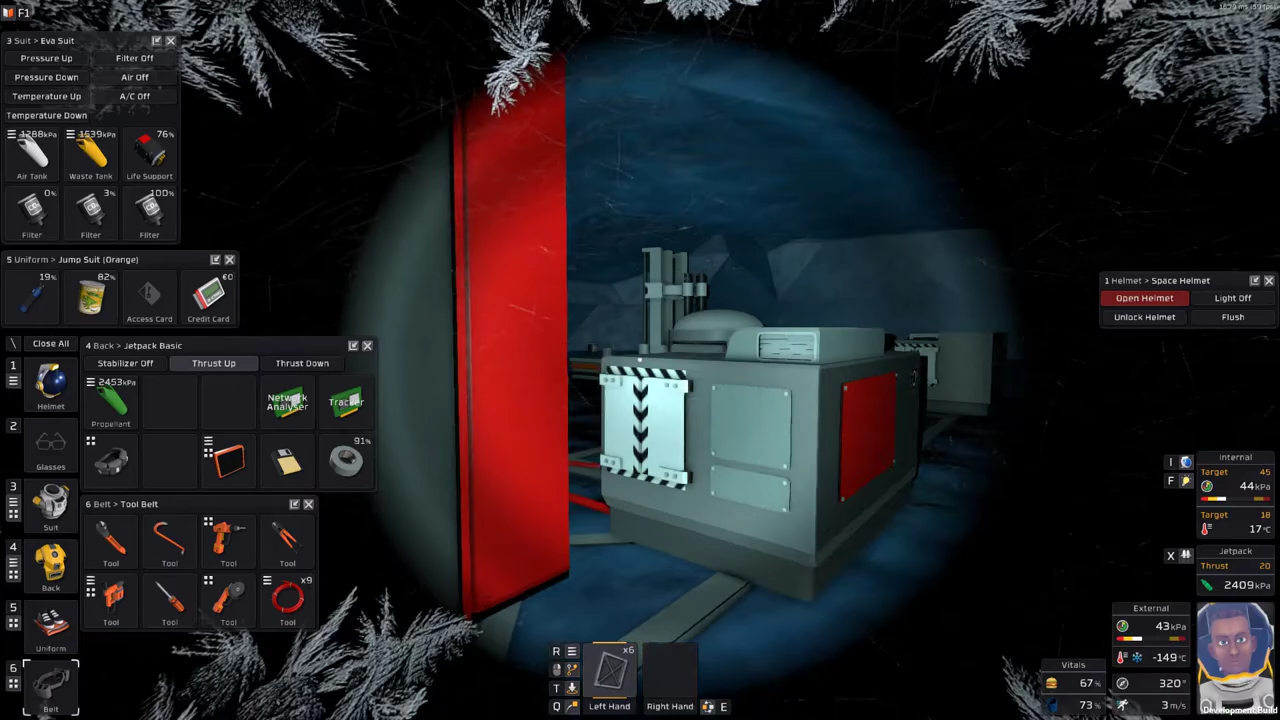 F1
3 Suit > Eva Suit
Pressure Up Filter Off
Pressure Down Air Off
Temperature Up A/C Off
Temperature Down
1288kPa 1539kPa 76%
Air Tank Waste Tank Life Support
0% 3% 100%
Filter Filter Filter
5 Uniform > Jump Suit (Orange)
19% 82% €0
Access Card Credit Card
\ Close All
1 Helmet
2 Glasses
3 Suit
4 Back
5 Uniform
6 Belt
4 Back > Jetpack Basic
Stabilizer Off Thrust Up Thrust Down
2453kPa
Propellant Network Analyser Tracker
91%
6 Belt > Tool Belt
Tool Tool Tool Tool
x9
Tool Tool Tool Tool
1 Helmet > Space Helmet
Open Helmet Light Off
Unlock Helmet Flush
I
F
Internal
Target 45
44kPa
Target 18
17°C
X
Jetpack
Thrust 20
2409kPa
External
43kPa
-149°C
320°
3m/s
Vitals
67%
73%
R
T
Q
x6
Left Hand Right Hand E
Development Build